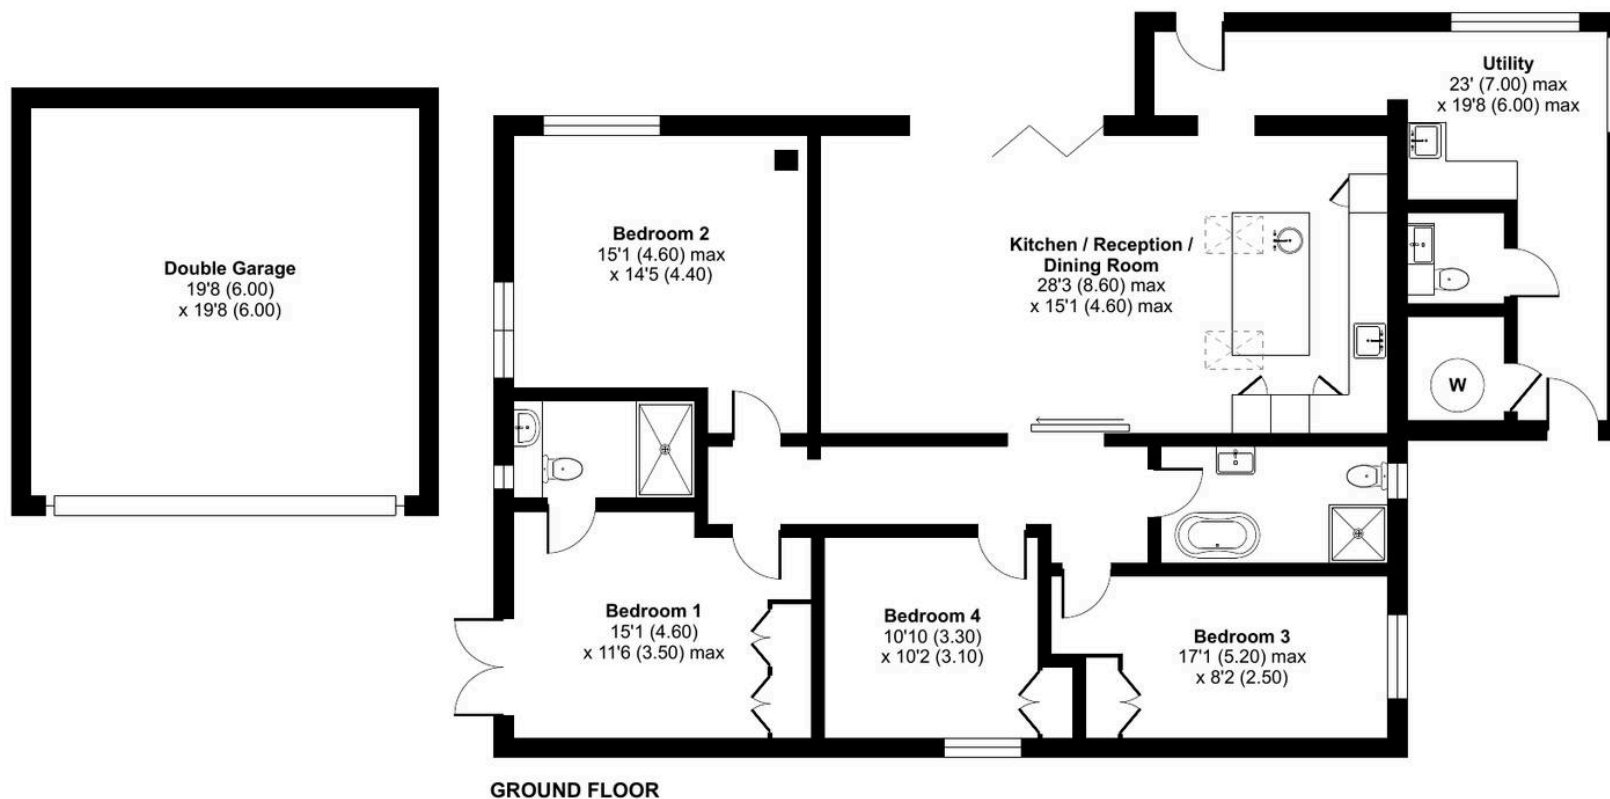 Utility
23' (7.00) max
x 19'8 (6.00) max
Bedroom 2
15'1 (4.60) max
x 14'5 (4.40)
Kitchen / Reception /
Dining Room
28'3 (8.60) max
x 15'1 (4.60) max
Double Garage
19'8 (6.00)
x 19'8 (6.00)
W
Bedroom 1
15'1 (4.60)
x 11'6 (3.50) max
Bedroom 4
10'10 (3.30)
x 10'2 (3.10)
Bedroom 3
17'1 (5.20) max
x 8'2 (2.50)
GROUND FLOOR